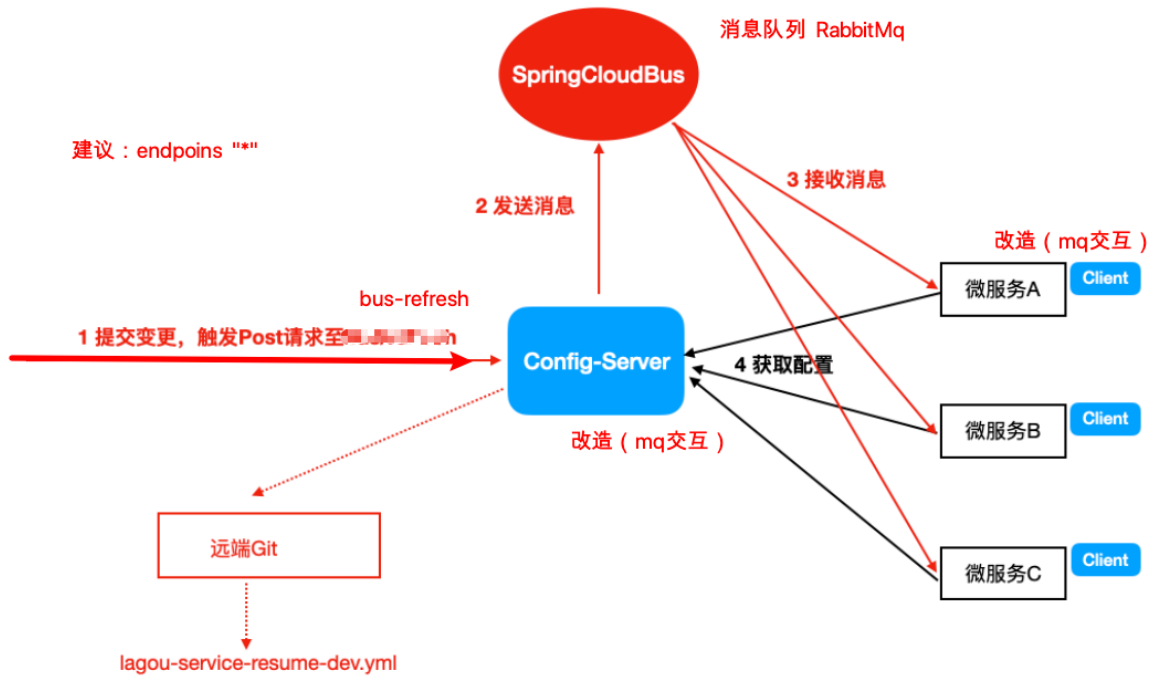 消息队列 RabbitMq
SpringCloudBus
建议：endpoins "*"
3 接收消息
2 发送消息
改造（mq交互）
微服务A
Client
bus-refresh
1 提交变更，触发Post请求至
Config-Server
4 获取配置
微服务B
Client
改造（mq交互）
远端Git
微服务C
Client
lagou-service-resume-dev.yml